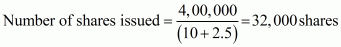 Number of shares issued = 4,00,000/(10+2.5) = 32,000 shares